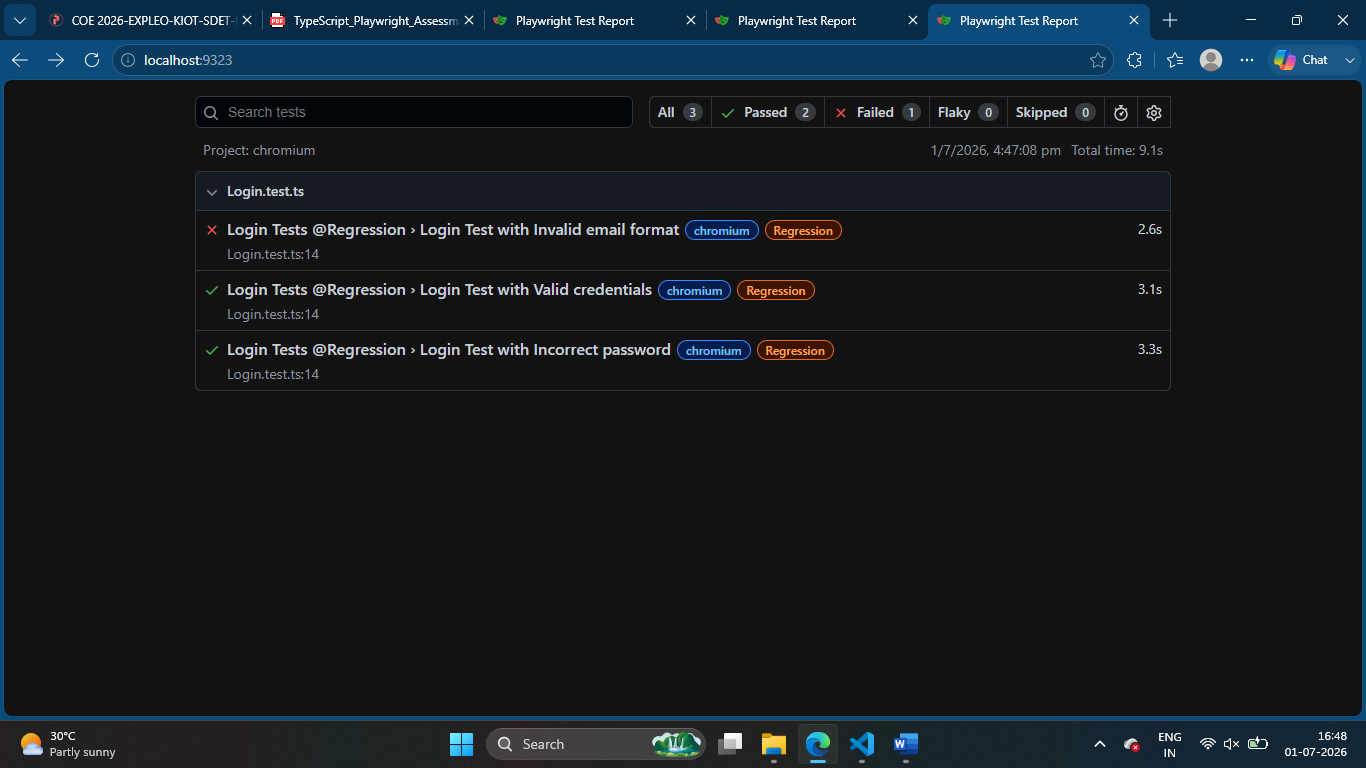 COE 2026-EXPLEO-KIOT-SDET-
TypeScript_Playwright_Assessm
Playwright Test Report
Playwright Test Report
Playwright Test Report
localhost:9323
Chat
Search tests
All 3
Passed 2
Failed 1
Flaky 0
Skipped 0
Project: chromium
1/7/2026, 4:47:08 pm Total time: 9.1s
Login.test.ts
Login Tests @Regression › Login Test with Invalid email format chromium Regression 2.6s
Login.test.ts:14
Login Tests @Regression › Login Test with Valid credentials chromium Regression 3.1s
Login.test.ts:14
Login Tests @Regression › Login Test with Incorrect password chromium Regression 3.3s
Login.test.ts:14
30°C
Partly sunny
Search
ENG
IN
16:48
01-07-2026